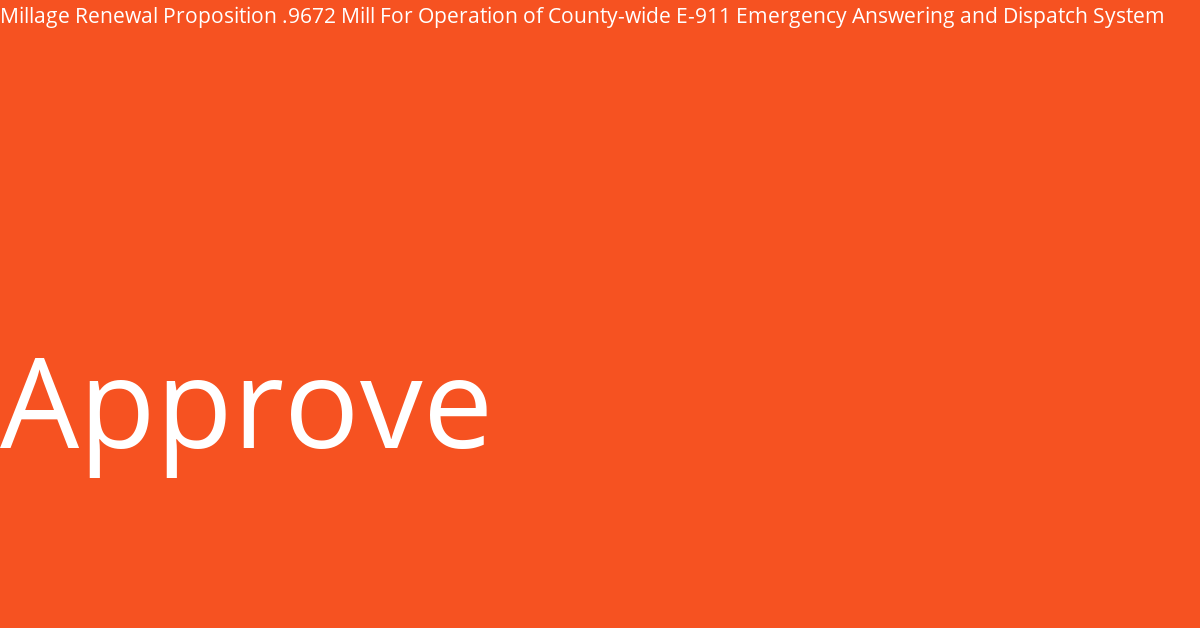 Millage Renewal Proposition .9672 Mill For Operation of County-wide E-911 Emergency Answering and Dispatch System
Approve